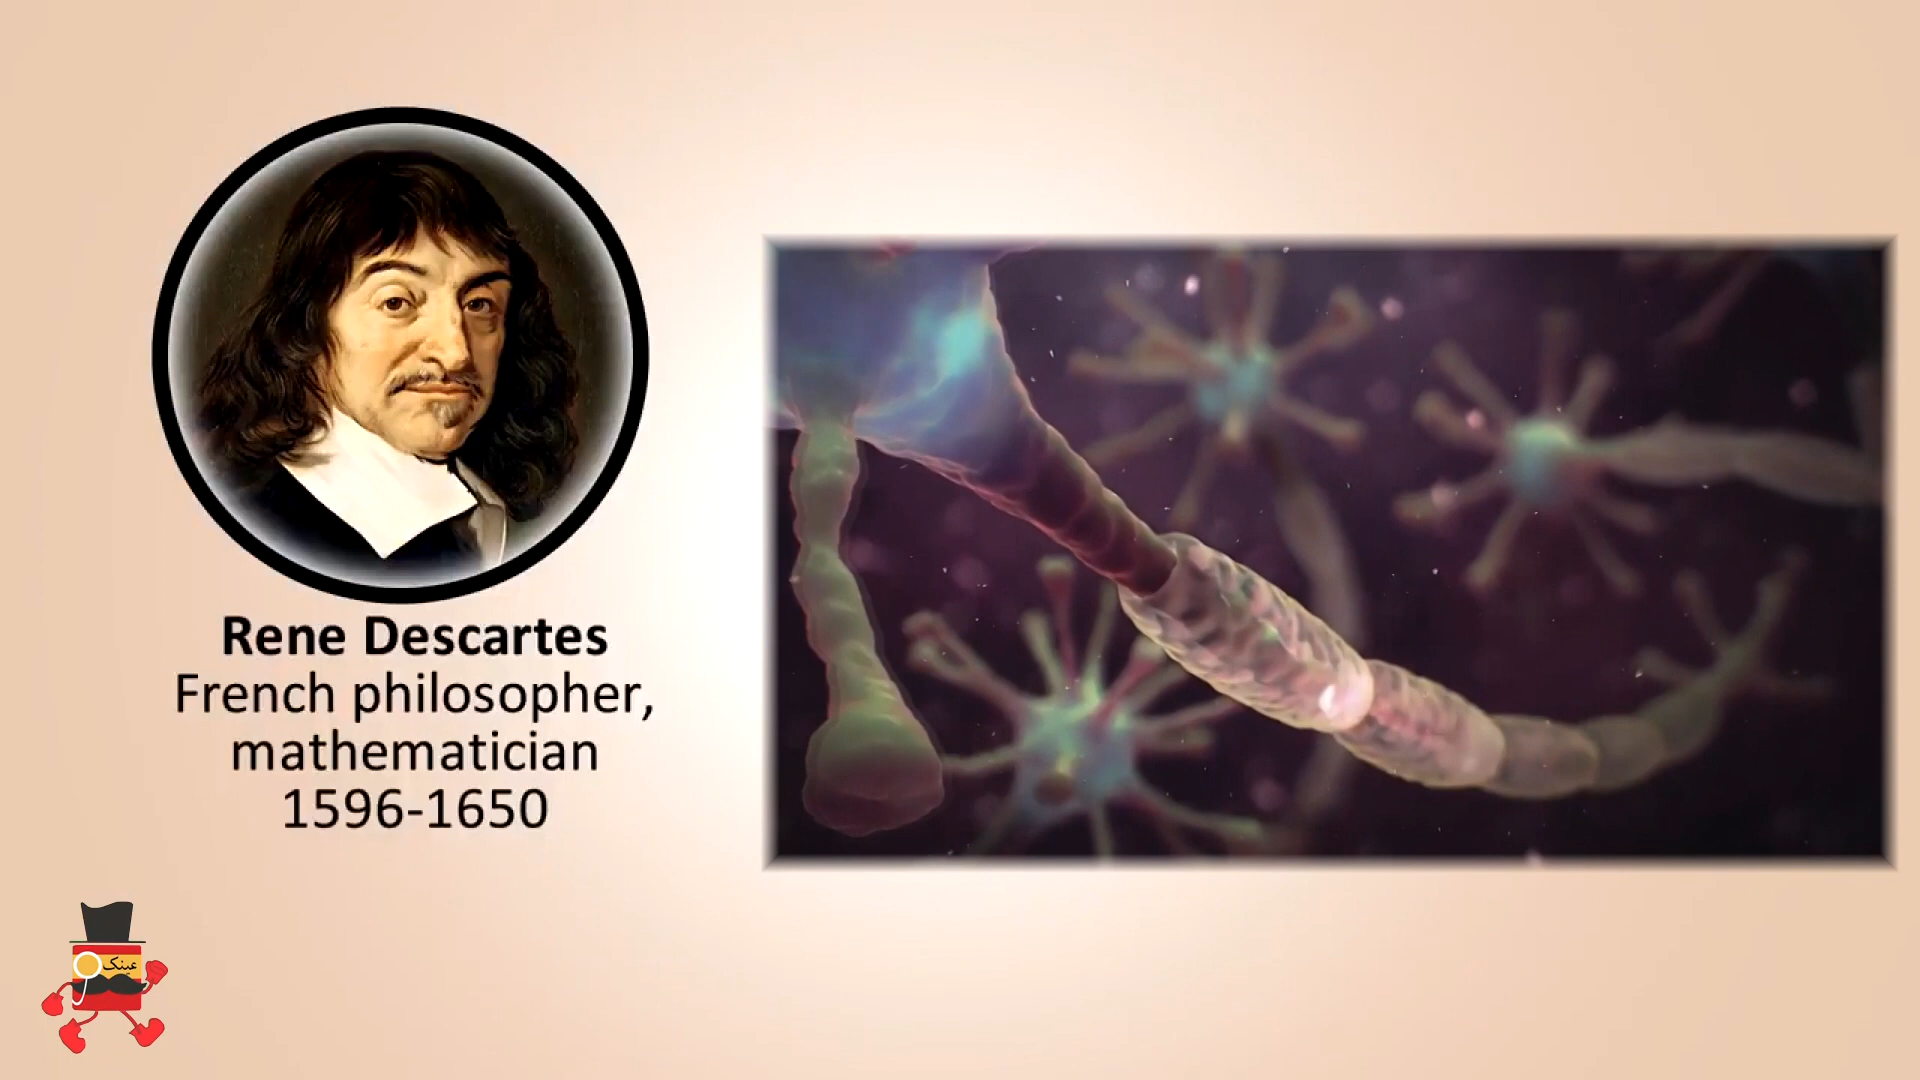 Rene Descartes
French philosopher,
mathematician
1596-1650
عینک